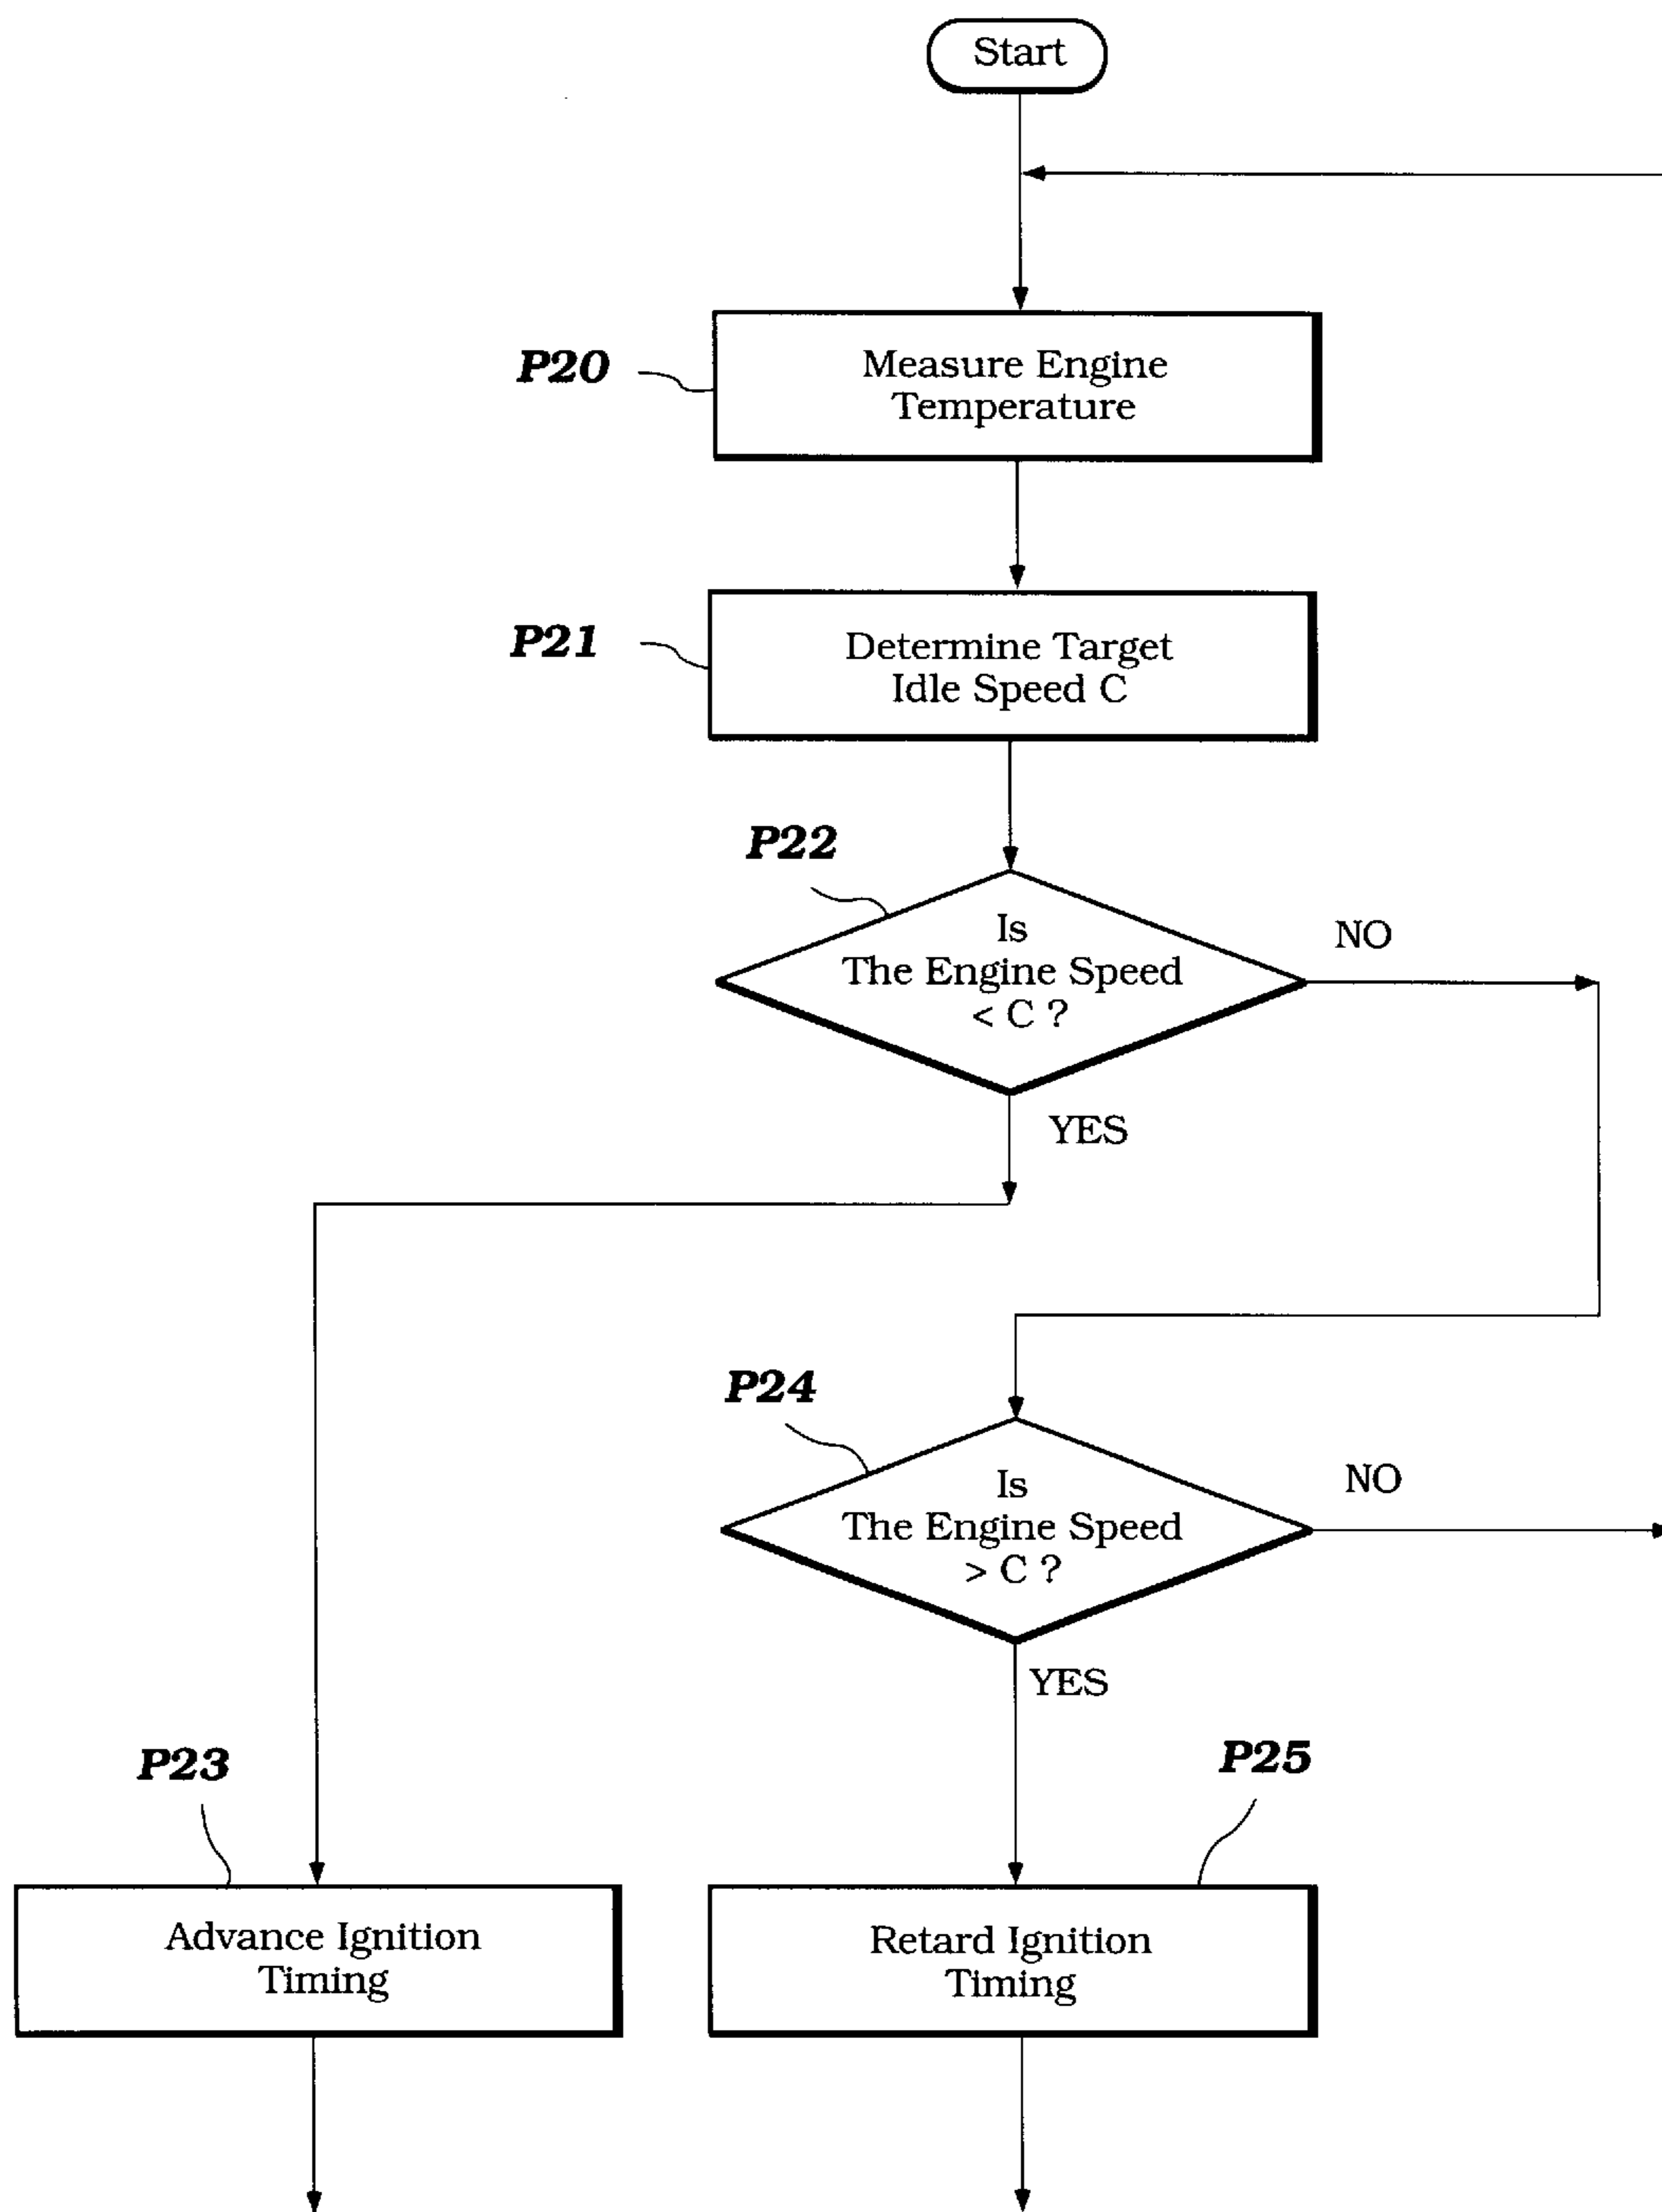 Start
P20
Measure Engine
Temperature
P21
Determine Target
Idle Speed C
P22
Is
The Engine Speed
< C ?
NO
YES
P24
Is
The Engine Speed
> C ?
NO
YES
P23
P25
Advance Ignition
Timing
Retard Ignition
Timing